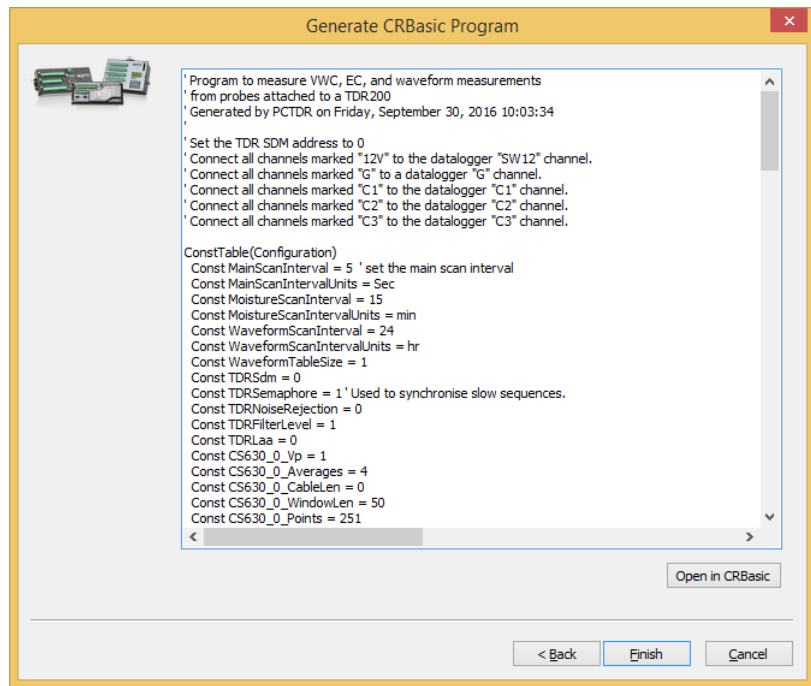 Generate CRBasic Program
' Program to measure VWC, EC, and waveform measurements
' from probes attached to a TDR200
' Generated by PCTDR on Friday, September 30, 2016 10:03:34
'
' Set the TDR SDM address to 0
' Connect all channels marked "12V" to the datalogger "SW12" channel.
' Connect all channels marked "G" to a datalogger "G" channel.
' Connect all channels marked "C1" to the datalogger "C1" channel.
' Connect all channels marked "C2" to the datalogger "C2" channel.
' Connect all channels marked "C3" to the datalogger "C3" channel.
ConstTable(Configuration)
Const MainScanInterval = 5 ' set the main scan interval
Const MainScanIntervalUnits = Sec
Const MoistureScanInterval = 15
Const MoistureScanIntervalUnits = min
Const WaveformScanInterval = 24
Const WaveformScanIntervalUnits = hr
Const WaveformTableSize = 1
Const TDRSdm = 0
Const TDRSemaphore = 1 ' Used to synchronise slow sequences.
Const TDRNoiseRejection = 0
Const TDRFilterLevel = 1
Const TDRLaa = 0
Const CS630_0_Vp = 1
Const CS630_0_Averages = 4
Const CS630_0_CableLen = 0
Const CS630_0_WindowLen = 50
Const CS630_0_Points = 251
Open in CRBasic
< Back
Finish
Cancel